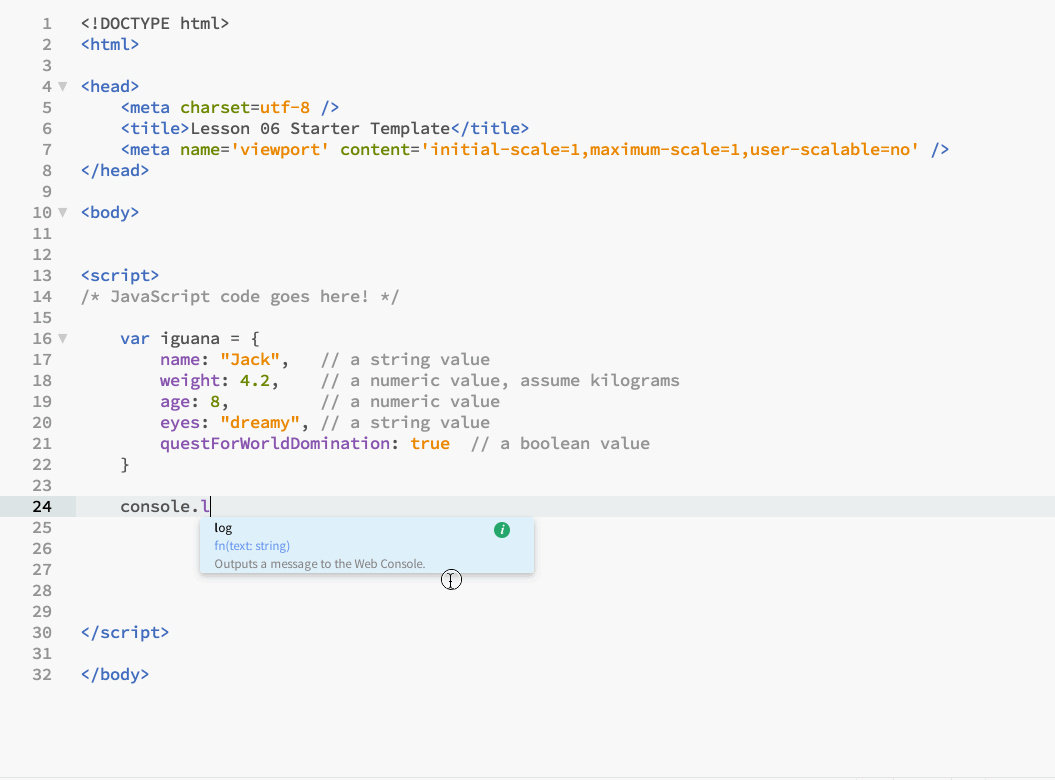 1 <!DOCTYPE html>
2 <html>
3
4 <head>
5 <meta charset=utf-8 />
6 <title>Lesson 06 Starter Template</title>
7 <meta name='viewport' content='initial-scale=1,maximum-scale=1,user-scalable=no' />
8 </head>
9
10 <body>
11
12
13 <script>
14 /* JavaScript code goes here! */
15
16 var iguana = {
17 name: "Jack", // a string value
18 weight: 4.2, // a numeric value, assume kilograms
19 age: 8, // a numeric value
20 eyes: "dreamy", // a string value
21 questForWorldDomination: true // a boolean value
22 }
23
24 console.l
25 log i
fn(text: string)
26 Outputs a message to the Web Console.
27
28
29
30 </script>
31
32 </body>